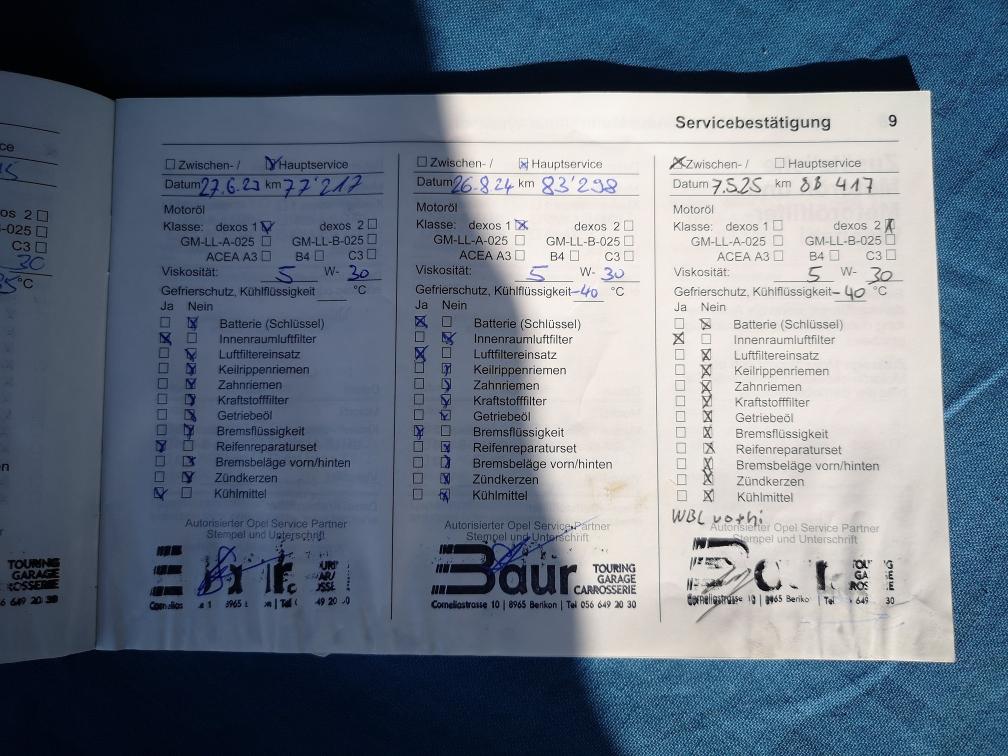 Servicebestätigung 9
Zwischen- / Hauptservice
Datum 27.6.23 km 77'217
Motoröl
Klasse: dexos 1 dexos 2
GM-LL-A-025 GM-LL-B-025
ACEA A3 B4 C3
Viskosität: 5 W- 30
Gefrierschutz, Kühlflüssigkeit °C
Ja Nein
Batterie (Schlüssel)
Innenraumluftfilter
Luftfiltereinsatz
Keilrippenriemen
Zahnriemen
Kraftstofffilter
Getriebeöl
Bremsflüssigkeit
Reifenreparaturset
Bremsbeläge vorn/hinten
Zündkerzen
Kühlmittel
Autorisierter Opel Service Partner
Stempel und Unterschrift
Zwischen- / Hauptservice
Datum 26.8.24 km 83'298
Motoröl
Klasse: dexos 1 dexos 2
GM-LL-A-025 GM-LL-B-025
ACEA A3 B4 C3
Viskosität: 5 W- 30
Gefrierschutz, Kühlflüssigkeit -40 °C
Ja Nein
Batterie (Schlüssel)
Innenraumluftfilter
Luftfiltereinsatz
Keilrippenriemen
Zahnriemen
Kraftstofffilter
Getriebeöl
Bremsflüssigkeit
Reifenreparaturset
Bremsbeläge vorn/hinten
Zündkerzen
Kühlmittel
Autorisierter Opel Service Partner
Stempel und Unterschrift
Baur TOURING
GARAGE
CARROSSERIE
Corneliastrasse 10 | 8965 Berikon | Tel 056 649 20 30
Zwischen- / Hauptservice
Datum 7.5.25 km 88 417
Motoröl
Klasse: dexos 1 dexos 2
GM-LL-A-025 GM-LL-B-025
ACEA A3 B4 C3
Viskosität: 5 W- 30
Gefrierschutz, Kühlflüssigkeit -40 °C
Ja Nein
Batterie (Schlüssel)
Innenraumluftfilter
Luftfiltereinsatz
Keilrippenriemen
Zahnriemen
Kraftstofffilter
Getriebeöl
Bremsflüssigkeit
Reifenreparaturset
Bremsbeläge vorn/hinten
Zündkerzen
Kühlmittel
WBL
Autorisierter Opel Service Partner
Stempel und Unterschrift